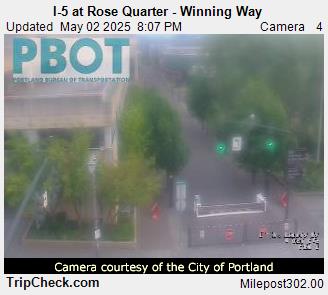 I-5 at Rose Quarter - Winning Way
Updated May 02 2025 8:07 PM Camera 4
PBOT
PORTLAND BUREAU OF TRANSPORTATION
Camera courtesy of the City of Portland
TripCheck.com Milepost302.00